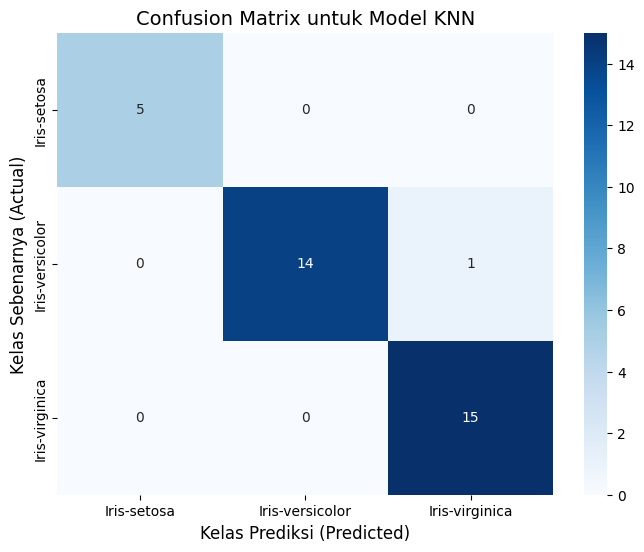 Confusion Matrix untuk Model KNN
Kelas Sebenarnya (Actual)
Iris-setosa
5 0 0
Iris-versicolor
0 14 1
Iris-virginica
0 0 15
Iris-setosa Iris-versicolor Iris-virginica
Kelas Prediksi (Predicted)
14
12
10
8
6
4
2
0